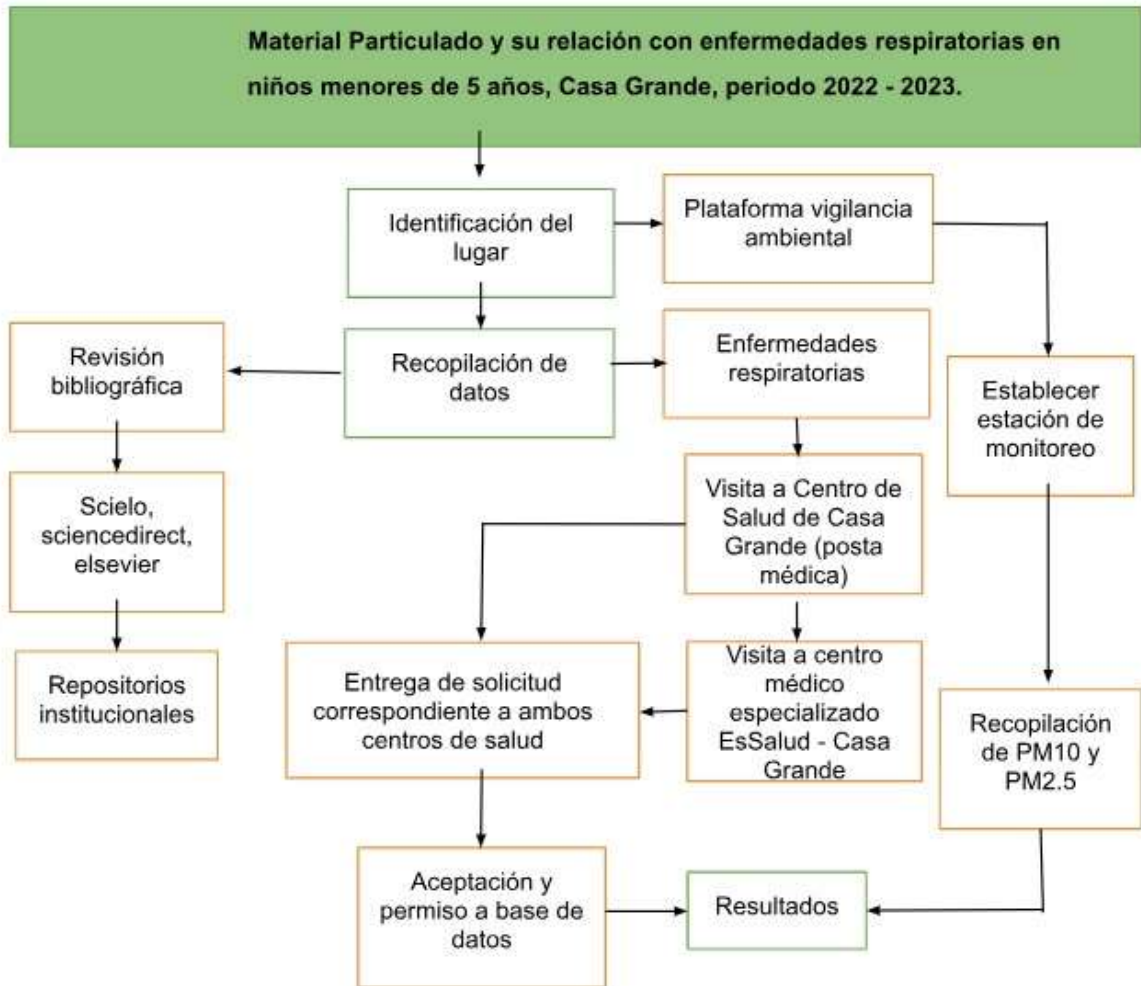 Material Particulado y su relación con enfermedades respiratorias en
niños menores de 5 años, Casa Grande, periodo 2022 - 2023.
Identificación del
lugar
Plataforma vigilancia
ambiental
Revisión
bibliográfica
Recopilación de
datos
Enfermedades
respiratorias
Establecer
estación de
monitoreo
Scielo,
sciencedirect,
elsevier
Visita a Centro de
Salud de Casa
Grande (posta
médica)
Repositorios
institucionales
Entrega de solicitud
correspondiente a ambos
centros de salud
Visita a centro
médico
especializado
EsSalud - Casa
Grande
Recopilación
de PM10 y
PM2.5
Aceptación y
permiso a base de
datos
Resultados